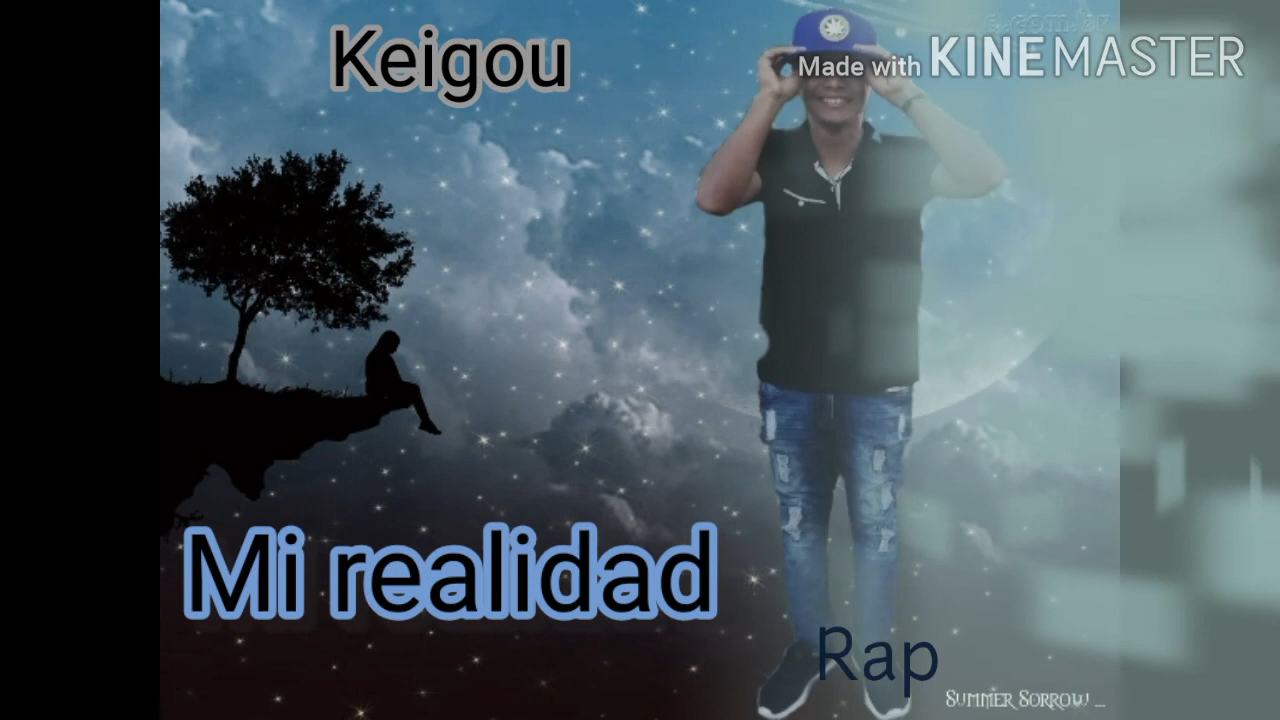 Keigou
Made with KINEMASTER
Mi realidad
Rap
SUMMER SORROW ...